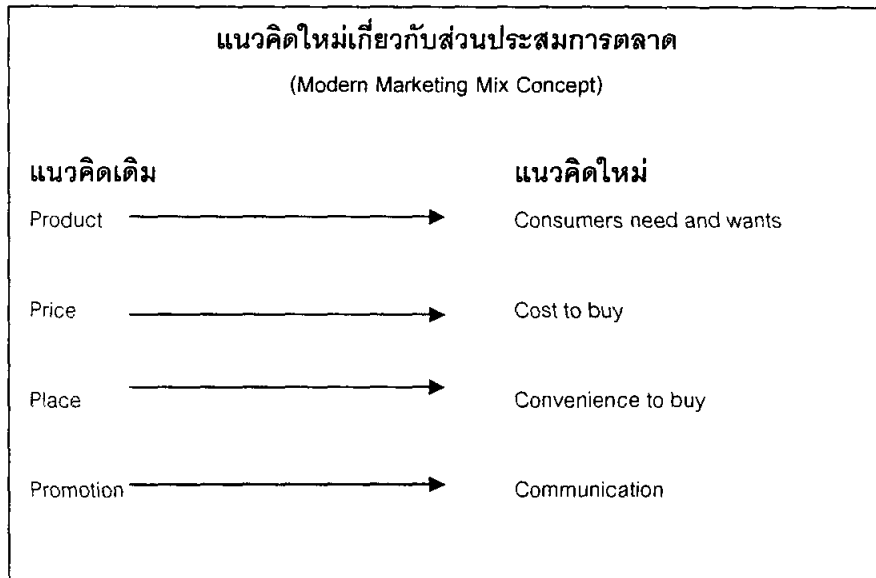 แนวคิดใหม่เกี่ยวกับส่วนประสมการตลาด
(Modern Marketing Mix Concept)
แนวคิดเดิม แนวคิดใหม่
Product Consumers need and wants
Price Cost to buy
Place Convenience to buy
Promotion Communication